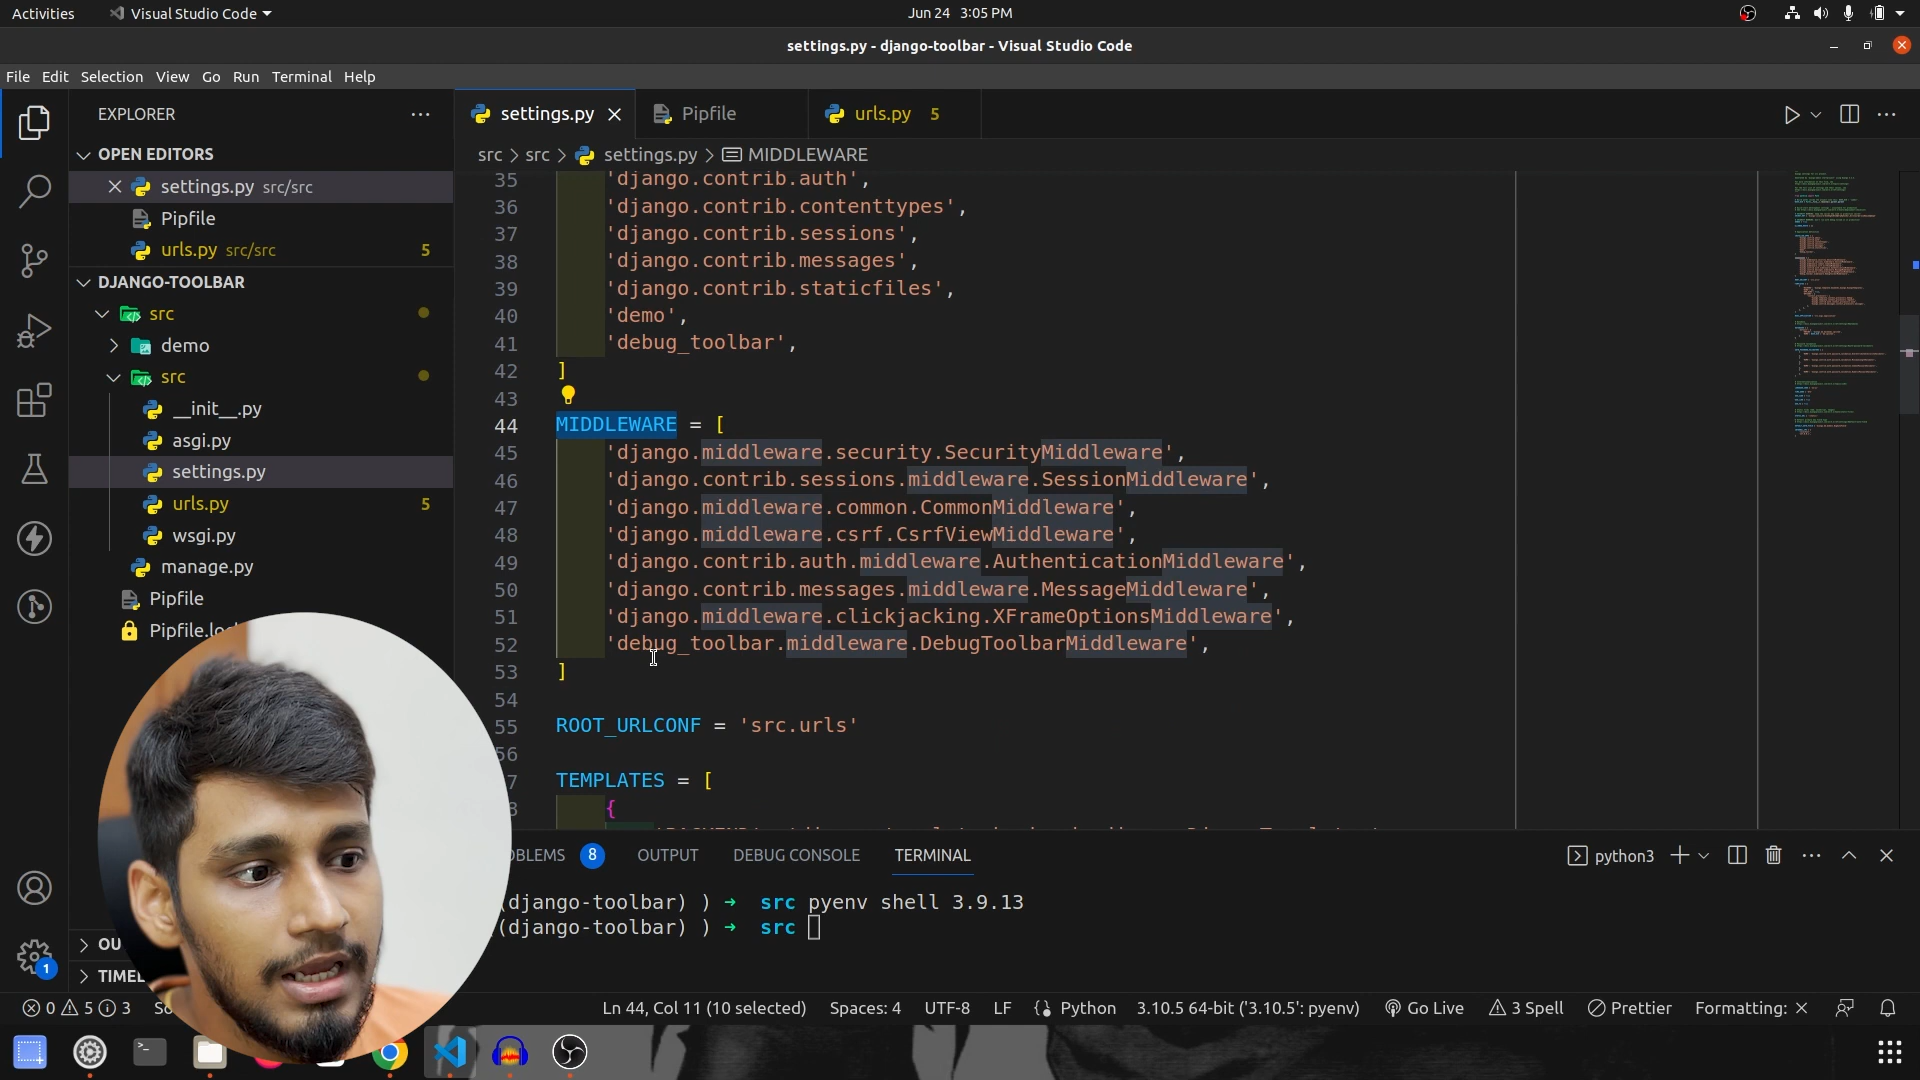 Activities
Visual Studio Code
Jun 24 3:05 PM
settings.py - django-toolbar - Visual Studio Code
File Edit Selection View Go Run Terminal Help
EXPLORER
settings.py
Pipfile
urls.py 5
OPEN EDITORS
src > src > settings.py > MIDDLEWARE
settings.py src/src
Pipfile
urls.py src/src 5
DJANGO-TOOLBAR
src
demo
src
__init__.py
asgi.py
settings.py
urls.py 5
wsgi.py
manage.py
Pipfile
35 'django.contrib.auth',
36 'django.contrib.contenttypes',
37 'django.contrib.sessions',
38 'django.contrib.messages',
39 'django.contrib.staticfiles',
40 'demo',
41 'debug_toolbar',
42 ]
43
44 MIDDLEWARE = [
45 'django.middleware.security.SecurityMiddleware',
46 'django.contrib.sessions.middleware.SessionMiddleware',
47 'django.middleware.common.CommonMiddleware',
48 'django.middleware.csrf.CsrfViewMiddleware',
49 'django.contrib.auth.middleware.AuthenticationMiddleware',
50 'django.contrib.messages.middleware.MessageMiddleware',
51 'django.middleware.clickjacking.XFrameOptionsMiddleware',
52 'debug_toolbar.middleware.DebugToolbarMiddleware',
53 ]
54
55 ROOT_URLCONF = 'src.urls'
56
7 TEMPLATES = [
8 {
OBLEMS 8 OUTPUT DEBUG CONSOLE TERMINAL
python3
(django-toolbar) ) → src pyenv shell 3.9.13
(django-toolbar) ) → src
OU
TIMEL
1
0 5 3
Ln 44, Col 11 (10 selected) Spaces: 4 UTF-8 LF {} Python 3.10.5 64-bit ('3.10.5': pyenv) Go Live 3 Spell Prettier Formatting: ×